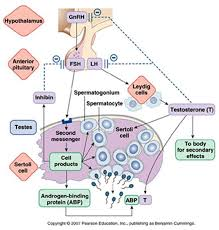 Hypothalamus
GnRH
Anterior
pituitary
FSH
LH
Leydig
cells
Inhibin
Spermatogonium
Spermatocyte
Testosterone (T)
Testes
Second
messenger
Sertoli
cell
To body
for secondary
effects
Sertoli
cell
Cell
products
Androgen-binding
protein (ABP)
ABP
T
Copyright © 2007 Pearson Education, Inc., publishing as Benjamin Cummings.